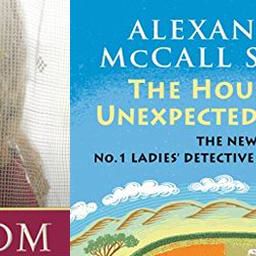 ALEXAN
McCALL S
THE HOU
UNEXPECTED
THE NEW
NO.1 LADIES' DETECTIVE
OM